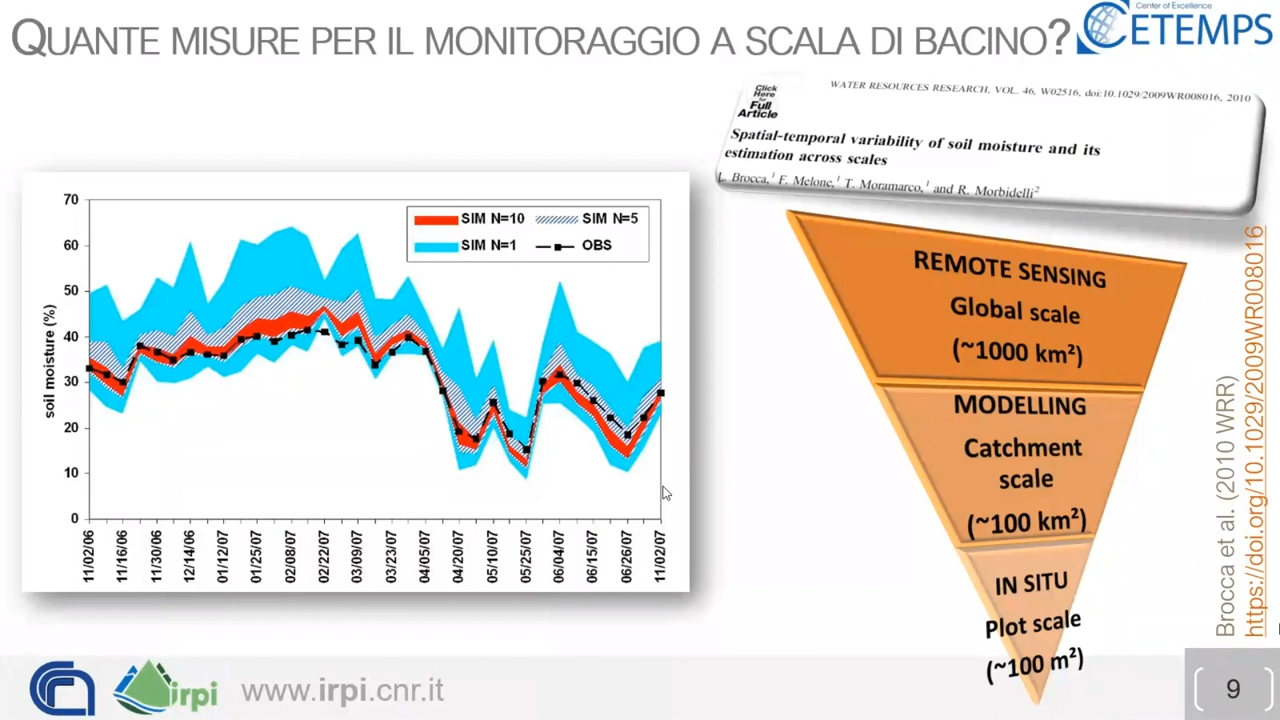 QUANTE MISURE PER IL MONITORAGGIO A SCALA DI BACINO?
Center of Excellence
CETEMPS
WATER RESOURCES RESEARCH, VOL. 46, W02516, doi:10.1029/2009WR008016, 2010
Click
Here
for
Full
Article
Spatial-temporal variability of soil moisture and its
estimation across scales
L. Brocca,1 F. Melone,1 T. Moramarco,1 and R. Morbidelli2
SIM N=10
SIM N=5
SIM N=1
OBS
soil moisture (%)
70
60
50
40
30
20
10
0
11/02/06
11/16/06
11/30/06
12/14/06
01/12/07
01/25/07
02/08/07
02/22/07
03/09/07
03/23/07
04/05/07
04/20/07
05/10/07
05/25/07
06/04/07
06/15/07
06/26/07
11/02/07
REMOTE SENSING
Global scale
(~1000 km²)
MODELLING
Catchment
scale
(~100 km²)
IN SITU
Plot scale
(~100 m²)
Brocca et al. (2010 WRR)
https://doi.org/10.1029/2009WR008016
irpi
www.irpi.cnr.it
9